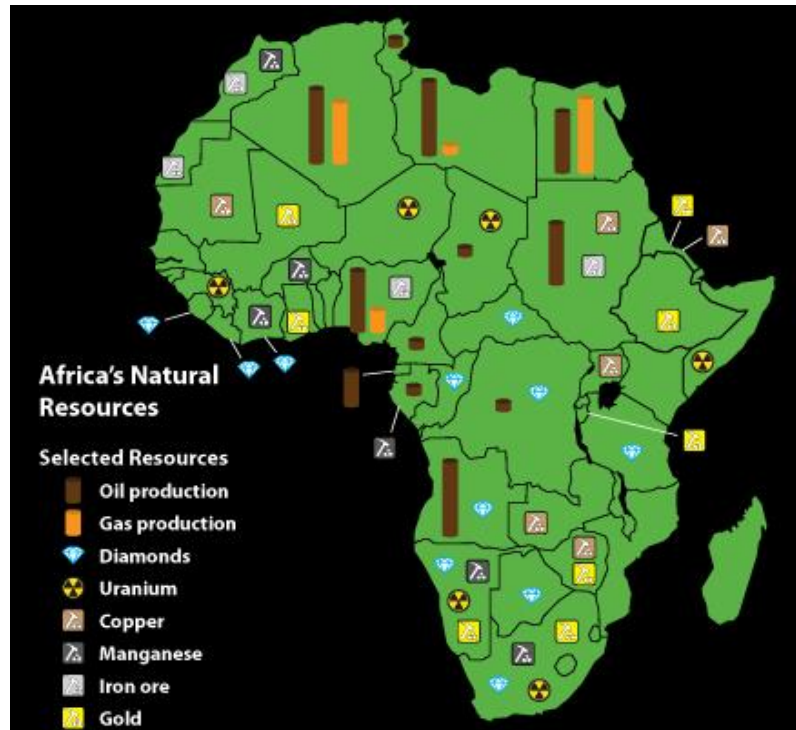 Africa's Natural
Resources
Selected Resources
Oil production
Gas production
Diamonds
Uranium
Copper
Manganese
Iron ore
Gold